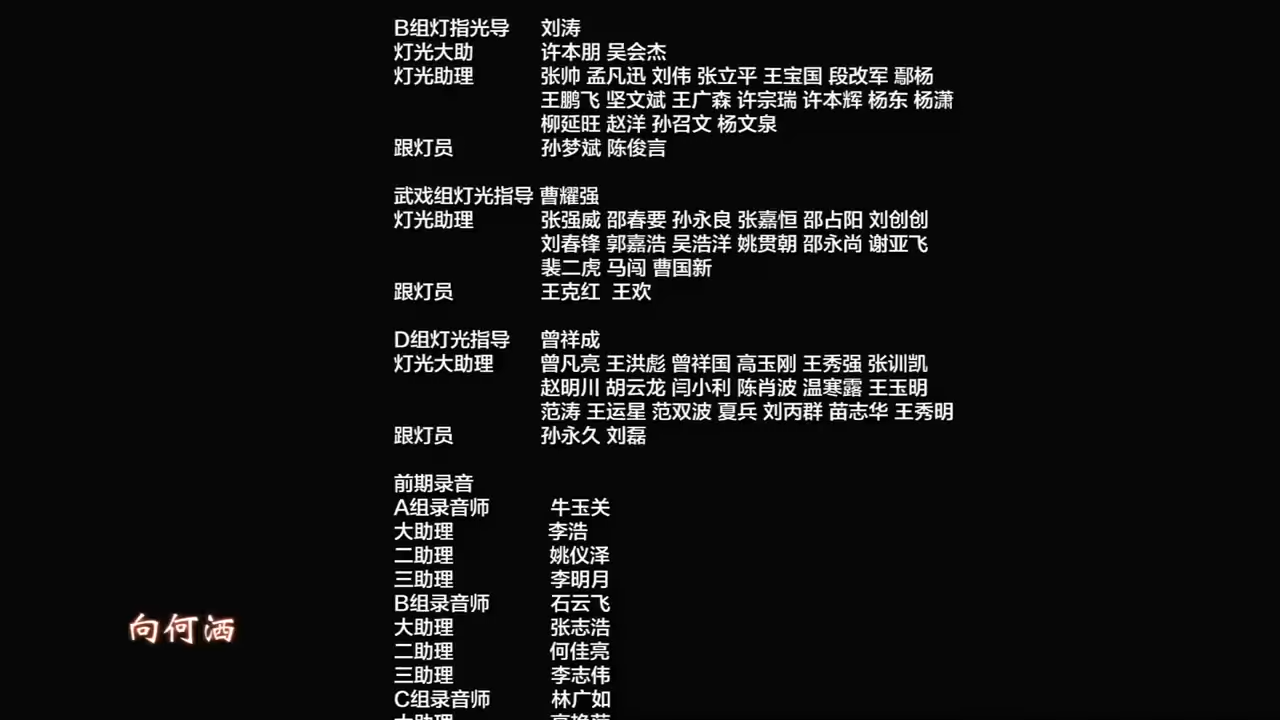 B组灯指光导 刘涛
灯光大助 许本朋 吴会杰
灯光助理 张帅 孟凡迅 刘伟 张立平 王宝国 段改军 鄢杨
王鹏飞 坚文斌 王广森 许宗瑞 许本辉 杨东 杨潇
柳延旺 赵洋 孙召文 杨文泉
跟灯员 孙梦斌 陈俊言
武戏组灯光指导 曹耀强
灯光助理 张强威 邵春要 孙永良 张嘉恒 邵占阳 刘创创
刘春锋 郭嘉浩 吴浩洋 姚贯朝 邵永尚 谢亚飞
裴二虎 马闯 曹国新
跟灯员 王克红 王欢
D组灯光指导 曾祥成
灯光大助理 曾凡亮 王洪彪 曾祥国 高玉刚 王秀强 张训凯
赵明川 胡云龙 闫小利 陈肖波 温寒露 王玉明
范涛 王运星 范双波 夏兵 刘丙群 苗志华 王秀明
跟灯员 孙永久 刘磊
前期录音
A组录音师 牛玉关
大助理 李浩
二助理 姚仪泽
三助理 李明月
B组录音师 石云飞
大助理 张志浩
二助理 何佳亮
三助理 李志伟
C组录音师 林广如
向何洒